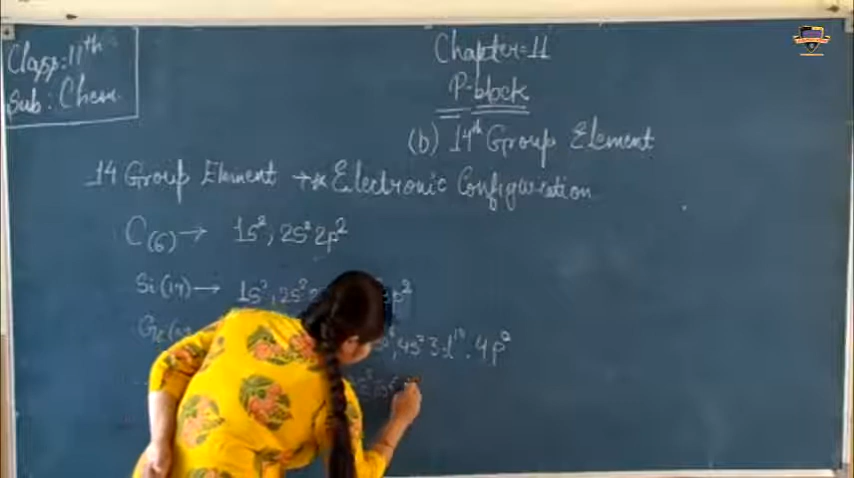 Class: 11th
Sub: Chem.
Chapter = 11
P-block
(b) 14th Group Element
14 Group Element → * Electronic Configuration
C(6) → 1s², 2s² 2p²
Si(14) → 1s², 2s² p²
4s² 3d¹⁰. 4p²